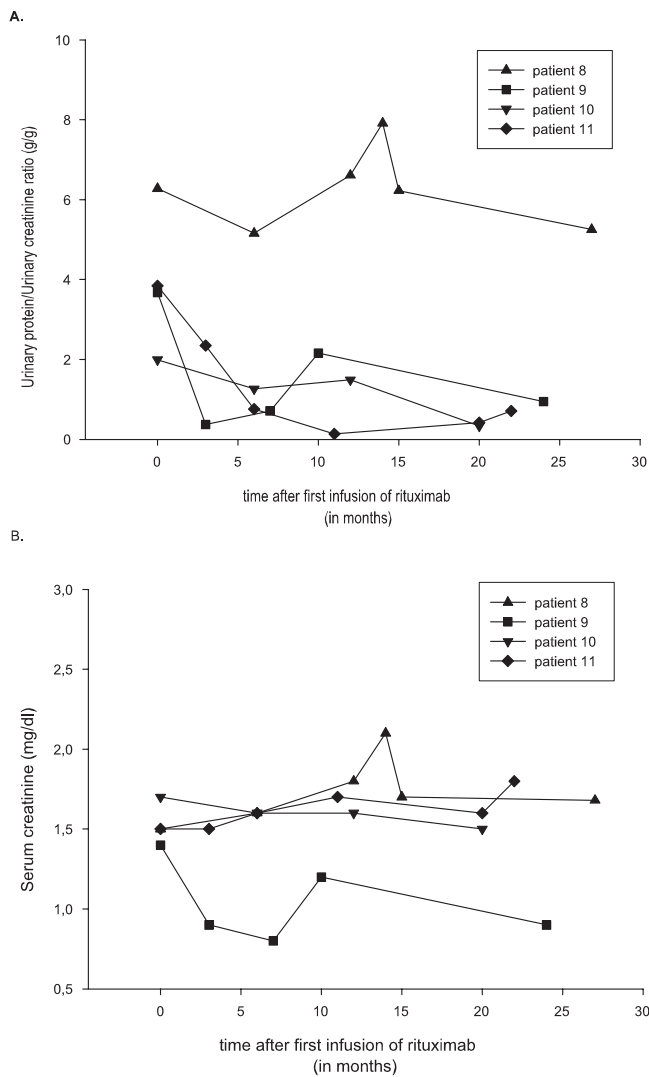 A.
10
8
6
4
2
0
Urinary protein/Urinary creatinine ratio (g/g)
patient 8
patient 9
patient 10
patient 11
0 5 10 15 20 25 30
time after first infusion of rituximab
(in months)
B.
3,0
2,5
2,0
1,5
1,0
0,5
Serum creatinine (mg/dl)
patient 8
patient 9
patient 10
patient 11
0 5 10 15 20 25 30
time after first infusion of rituximab
(in months)